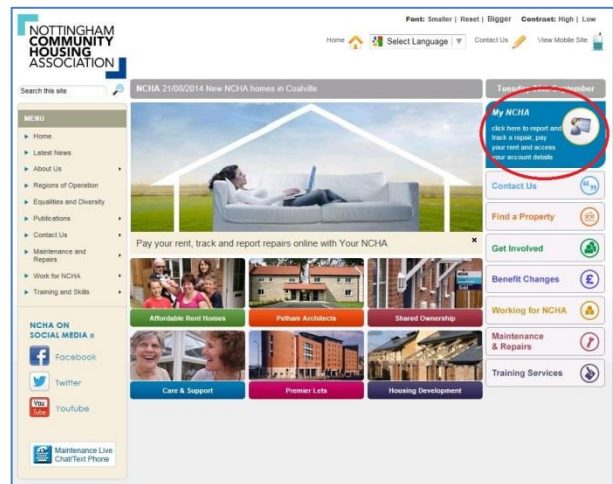 NOTTINGHAM
COMMUNITY
HOUSING
ASSOCIATION
Font: Smaller | Reset | Bigger Contrast: High | Low
Home Select Language ▼ Contact Us View Mobile Site
Search this site
NCHA 21/08/2014 New NCHA homes in Coalville
Tuesday September
MENU
Home
Latest News
About Us
Regions of Operation
Equalities and Diversity
Publications
Contact Us
Maintenance and
Repairs
Work for NCHA
Training and Skills
NCHA ON
SOCIAL MEDIA »
Facebook
Twitter
You
Tube
Youtube
Maintenance Live
Chat/Text Phone
Pay your rent, track and report repairs online with Your NCHA
Affordable Rent Homes
Pelham Architects
Shared Ownership
Care & Support
Premier Lets
Housing Development
My NCHA
click here to report and
track a repair, pay
your rent and access
your account details
Contact Us
Find a Property
Get Involved
Benefit Changes
£
Working for NCHA
Maintenance
& Repairs
Training Services